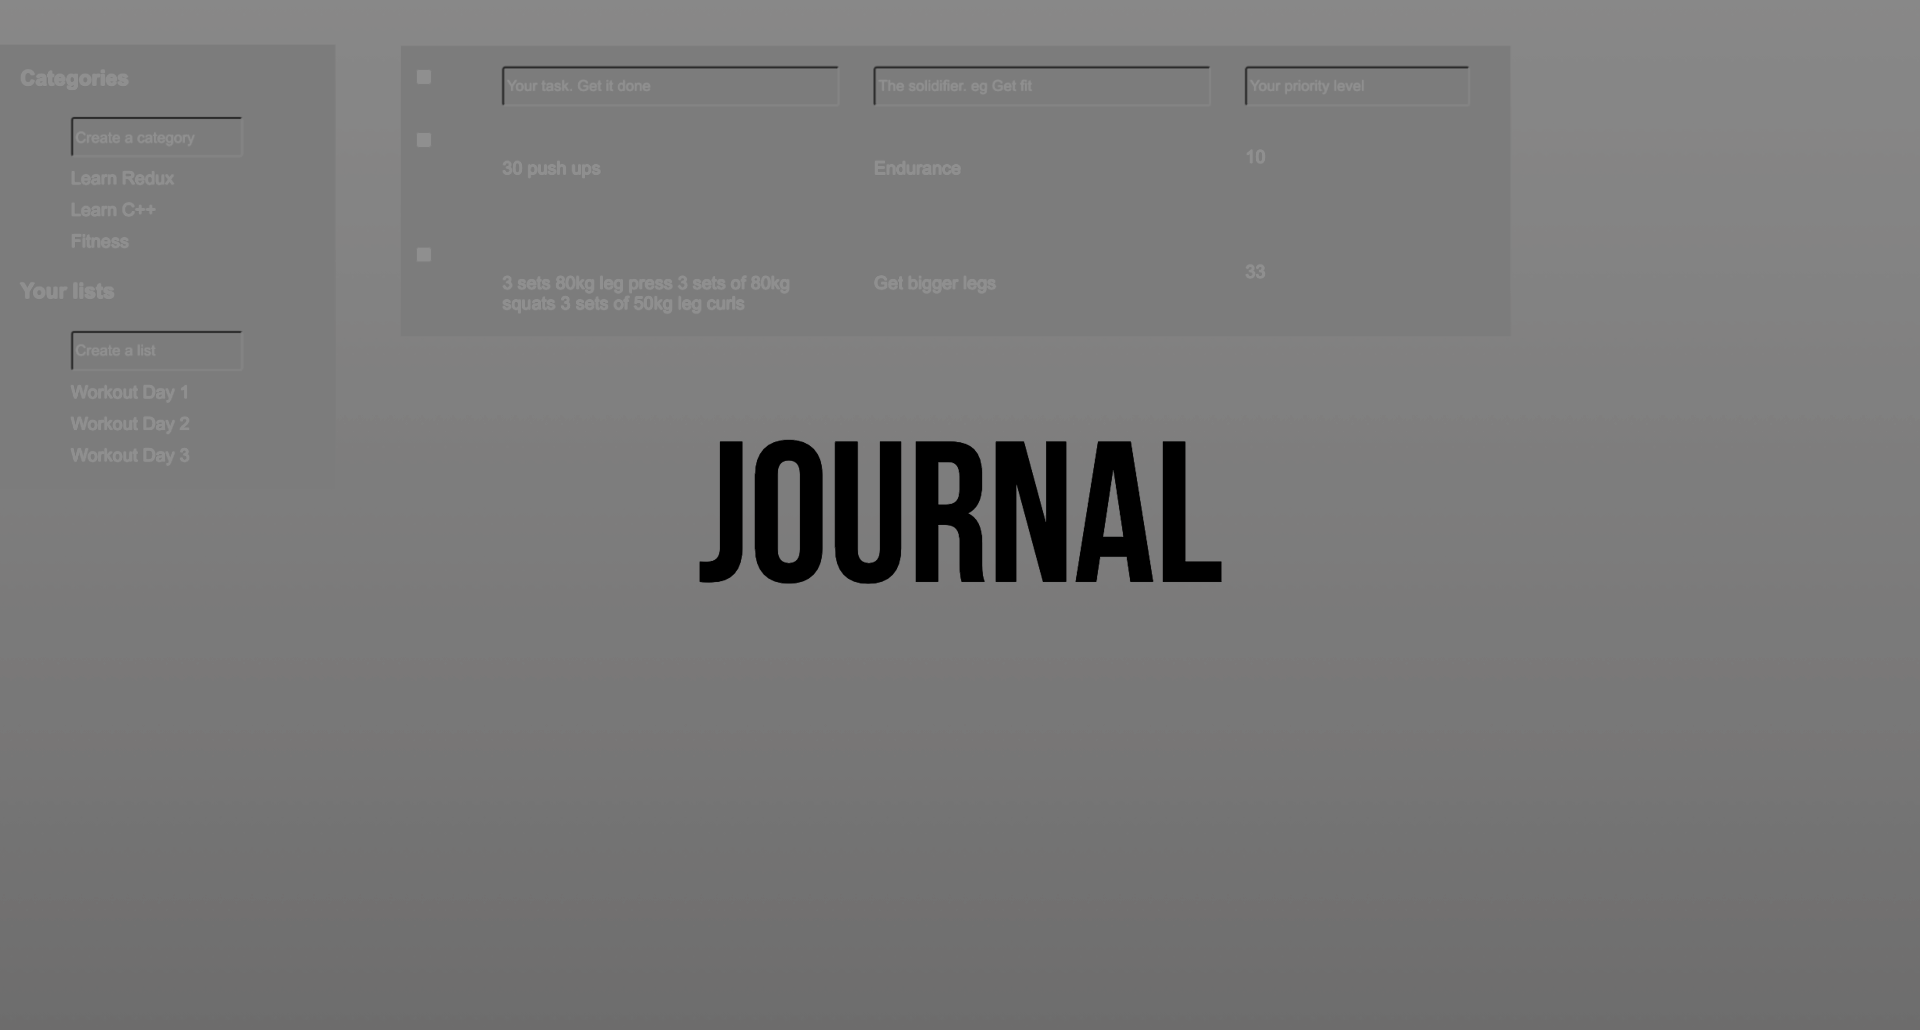 Categories
Create a category
Learn Redux
Learn C++
Fitness
Your lists
Create a list
Workout Day 1
Workout Day 2
Workout Day 3
Your task. Get it done
The solidifier. eg Get fit
Your priority level
30 push ups
Endurance
10
3 sets 80kg leg press 3 sets of 80kg
squats 3 sets of 50kg leg curls
Get bigger legs
33
JOURNAL